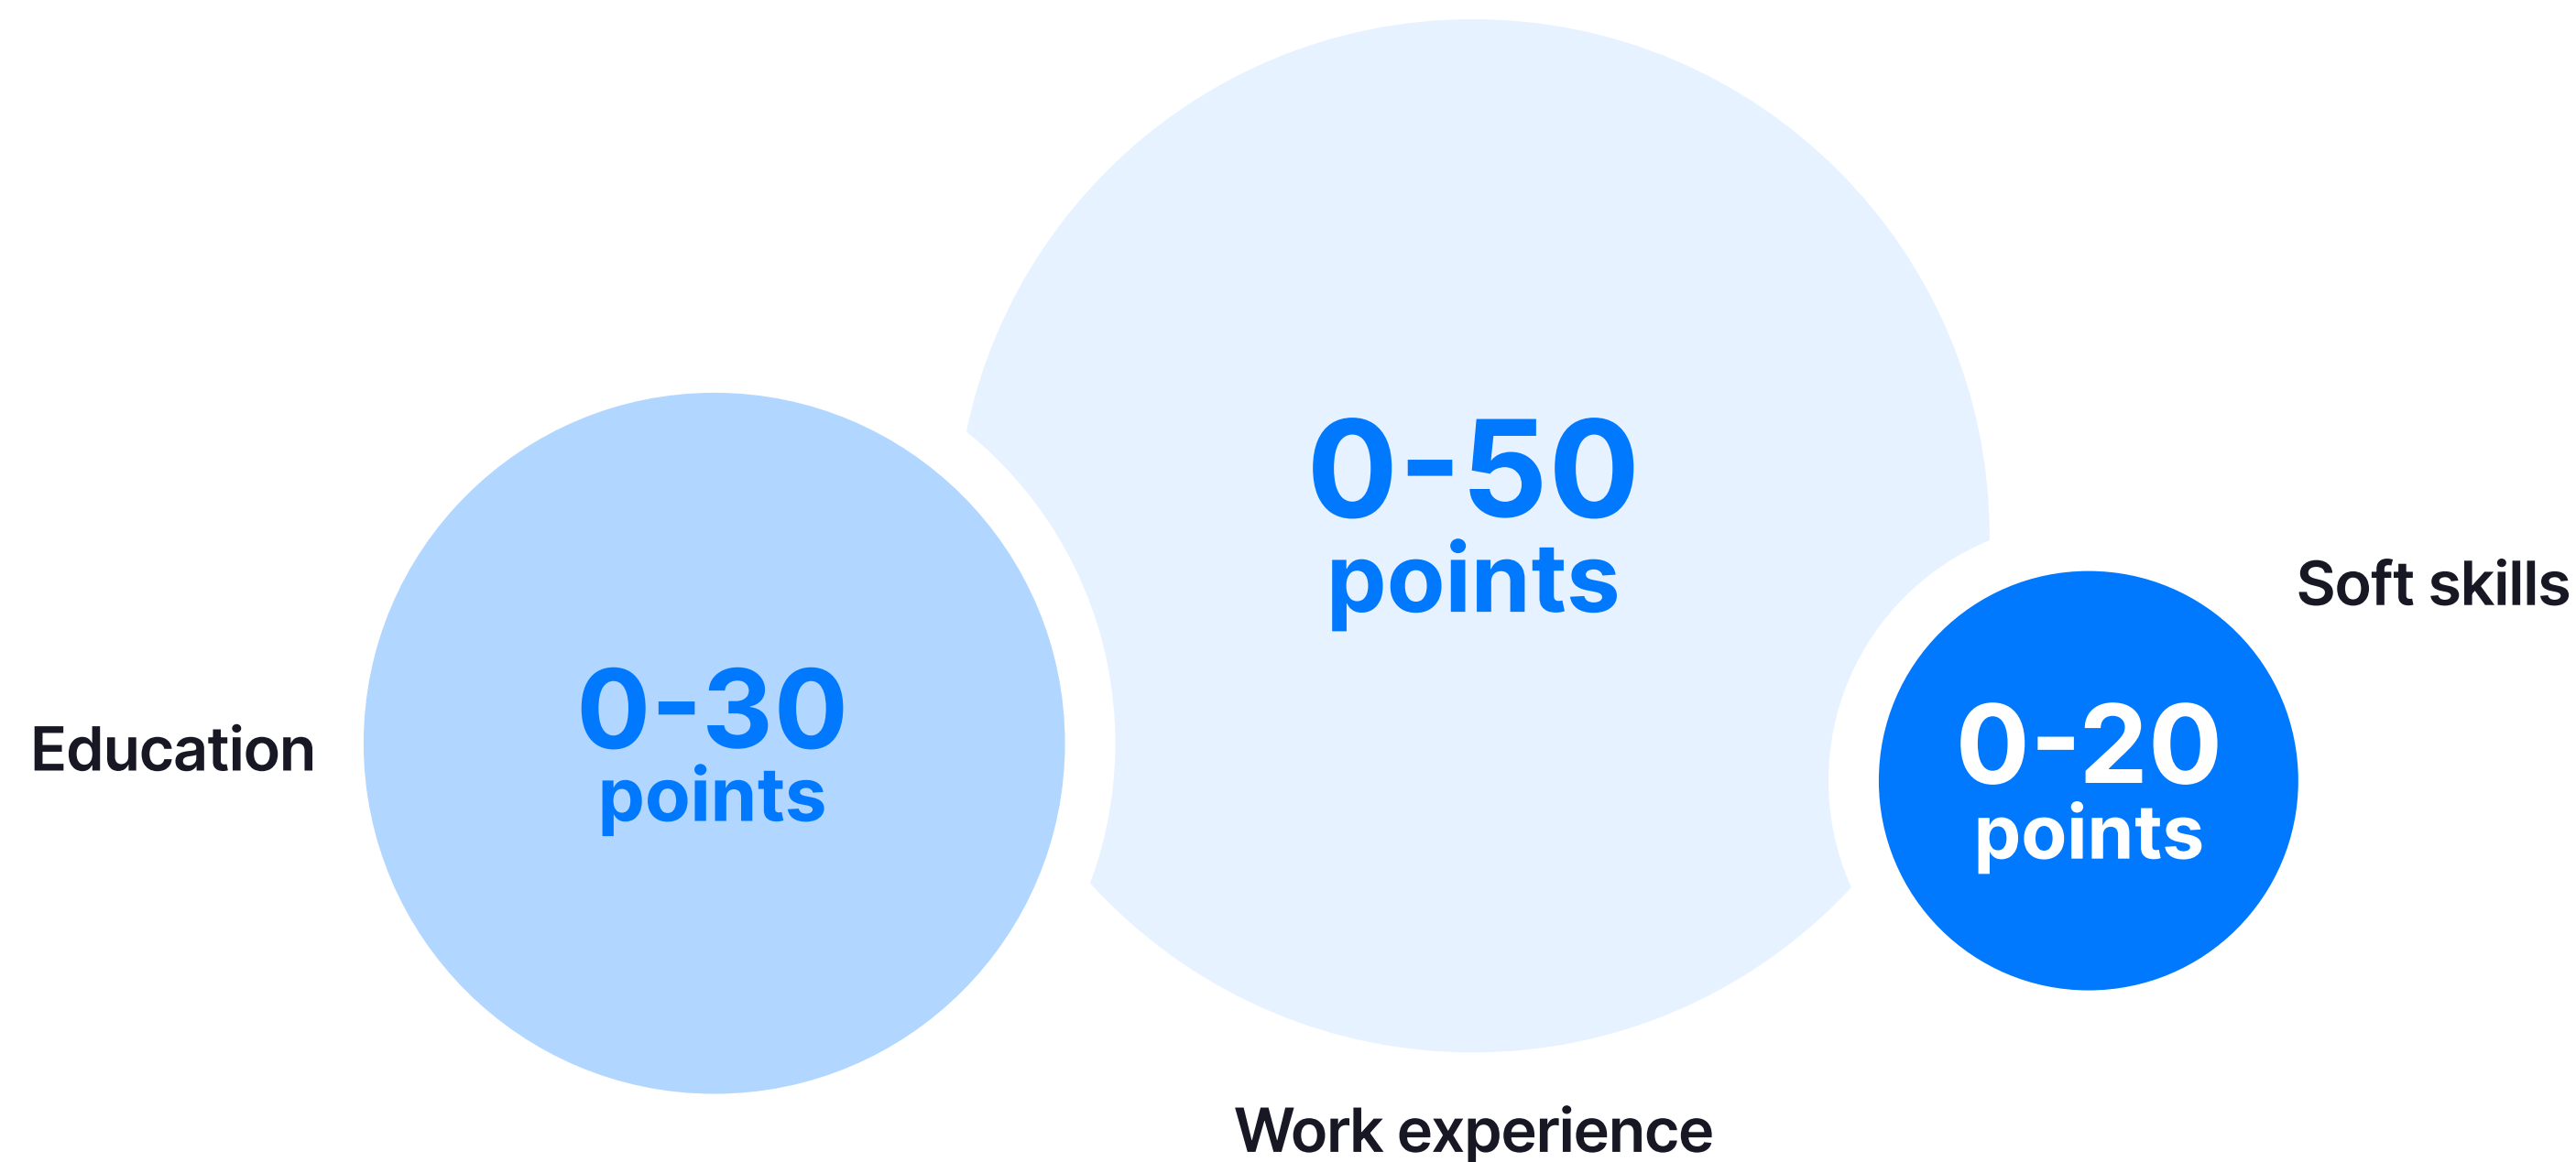 Education
0-30
points
0-50
points
Work experience
Soft skills
0-20
points